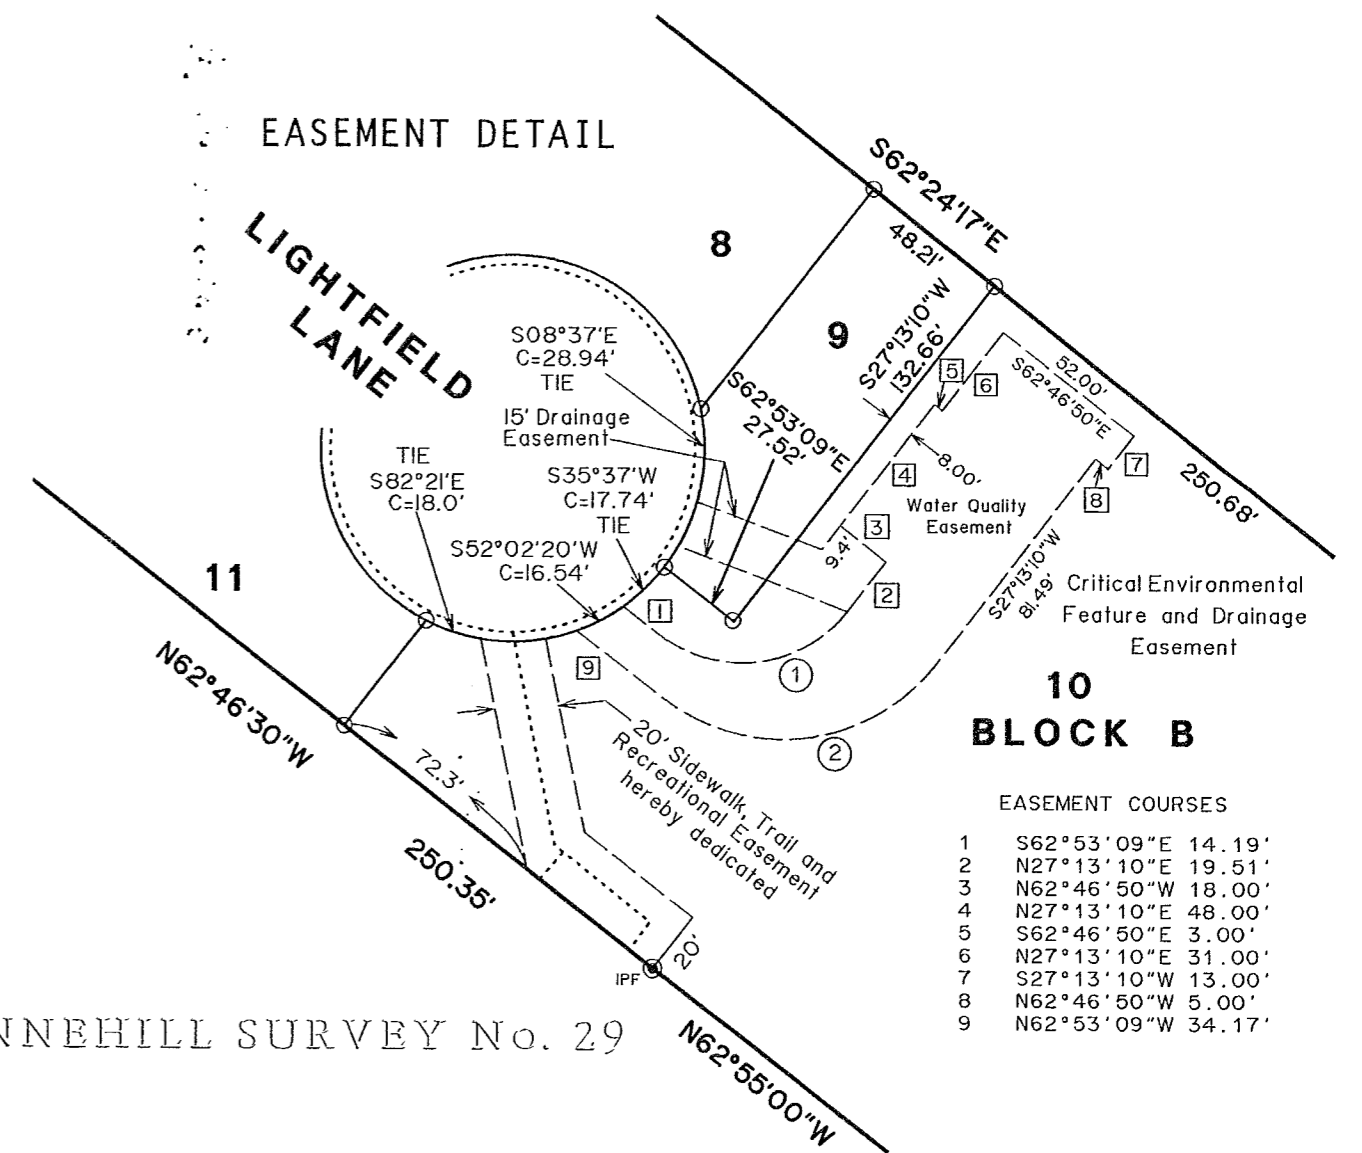 EASEMENT DETAIL
LIGHTFIELD
LANE
S62°24'17"E
48.21'
8
9
S27°13'10"W
132.66'
S08°37'E
C=28.94'
TIE
S62°53'09"E
27.52'
15' Drainage
Easement
5
6
52.00'
S62°46'50"E
7
8
250.68'
TIE
S82°21'E
C=18.0'
S35°37'W
C=17.74'
TIE
4
8.00'
Water Quality
Easement
3
9.4'
S52°02'20"W
C=16.54'
11
1
2
S27°13'10"W
81.49'
Critical Environmental
Feature and Drainage
Easement
9
1
2
10
BLOCK B
N62°46'30"W
72.3'
250.35'
20' Sidewalk, Trail and
Recreational Easement
hereby dedicated
20'
IPF
EASEMENT COURSES
1 S62°53'09"E 14.19'
2 N27°13'10"E 19.51'
3 N62°46'50"W 18.00'
4 N27°13'10"E 48.00'
5 S62°46'50"E 3.00'
6 N27°13'10"E 31.00'
7 S27°13'10"W 13.00'
8 N62°46'50"W 5.00'
9 N62°53'09"W 34.17'
NNEHILL SURVEY No. 29
N62°55'00"W